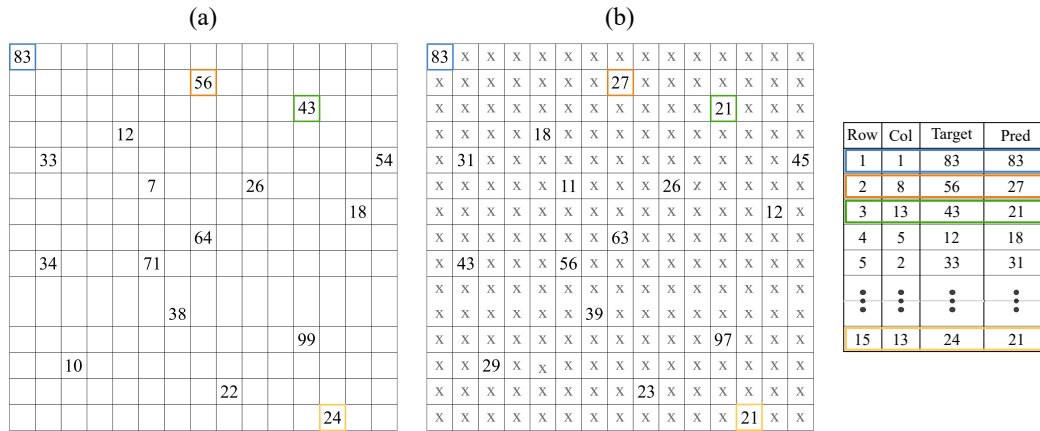 (a)
83
56
43
12
33 54
7 26
18
64
34 71
38
99
10
22
24
(b)
83 x x x x x x x x x x x x x x
x x x x x x x 27 x x x x x x x
x x x x x x x x x x x 21 x x x
x x x x 18 x x x x x x x x x x
x 31 x x x x x x x x x x x x 45
x x x x x 11 x x x 26 x x x x x
x x x x x x x x x x x x x 12 x
x x x x x x x 63 x x x x x x x
x 43 x x x 56 x x x x x x x x x
x x x x x x 39 x x x x x x x x
x x x x x x x x x x x 97 x x x
x x 29 x x x x x x x x x x x x
x x x x x x x x 23 x x x x x x
x x x x x x x x x x x x 21 x x
Row Col Target Pred
1 1 83 83
2 8 56 27
3 13 43 21
4 5 12 18
5 2 33 31
15 13 24 21